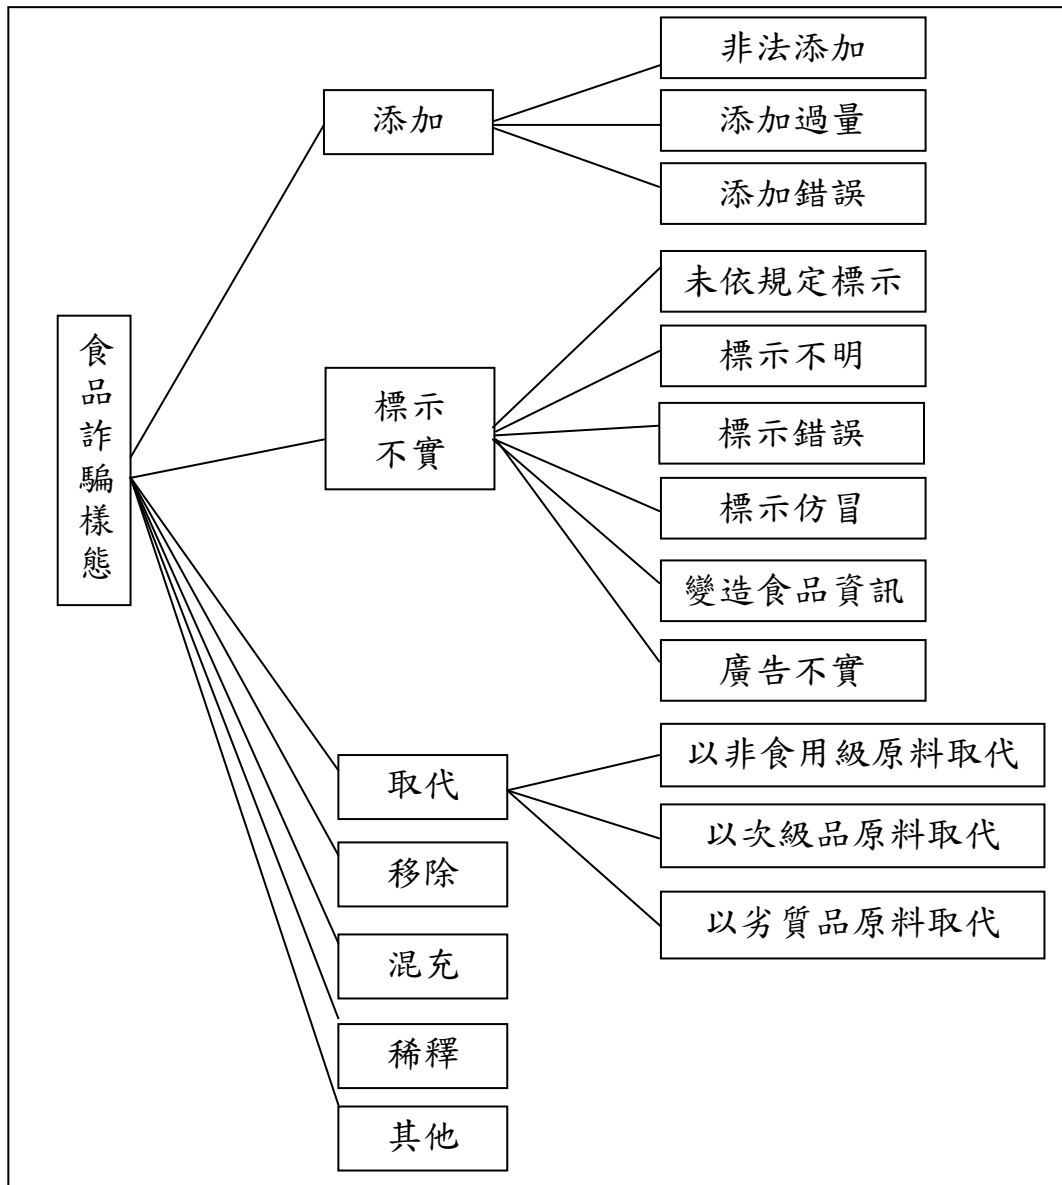 食品詐騙樣態
添加
非法添加
添加過量
添加錯誤
標示
不實
未依規定標示
標示不明
標示錯誤
標示仿冒
變造食品資訊
廣告不實
取代
以非食用級原料取代
以次級品原料取代
以劣質品原料取代
移除
混充
稀釋
其他